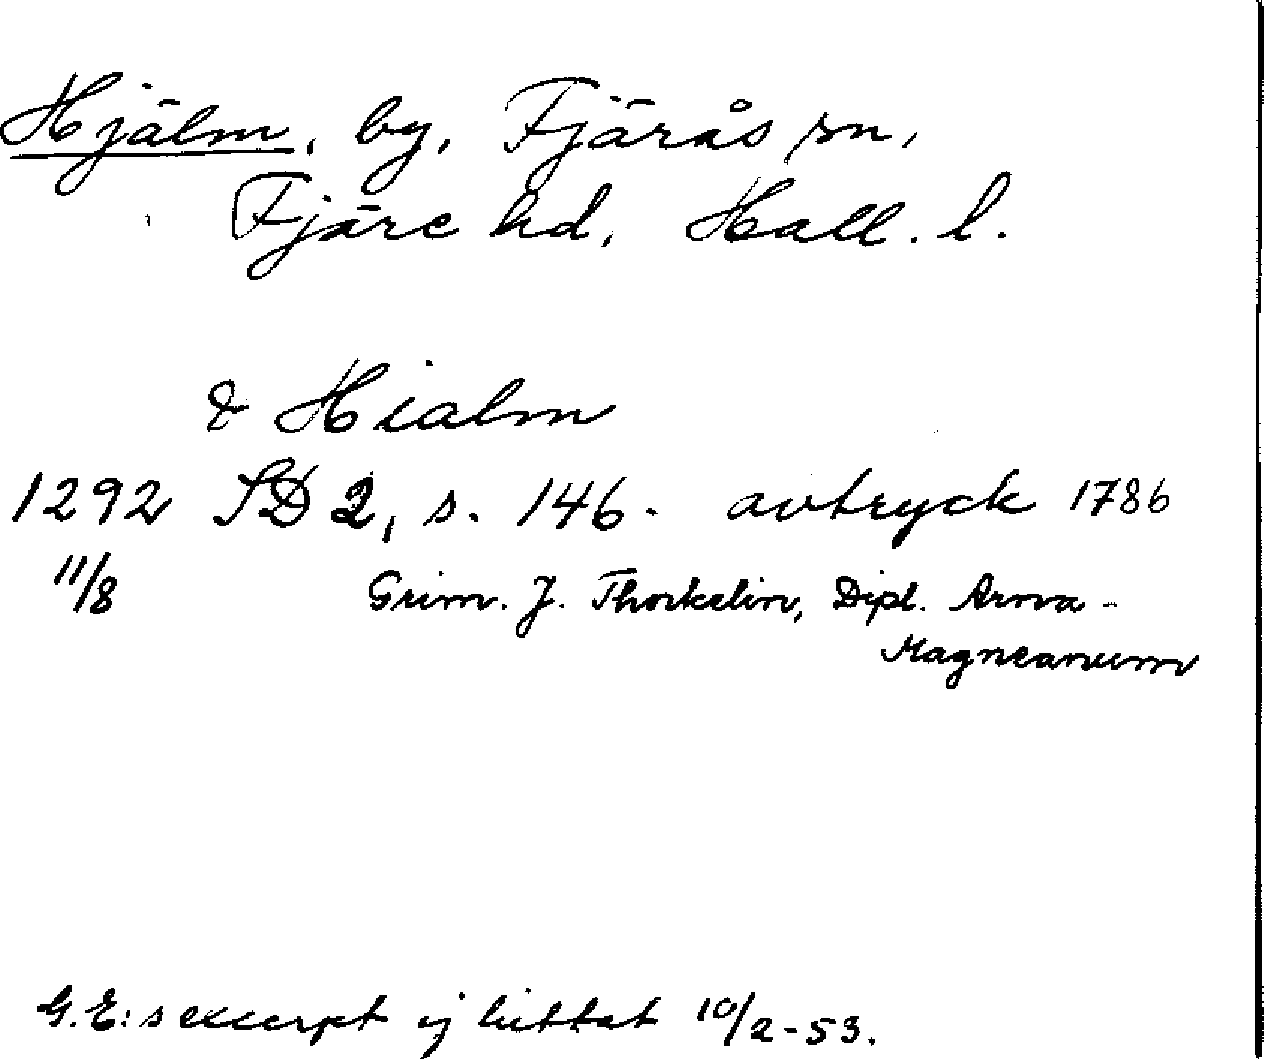 Hjälm, by, Fjärås sn,
Fjäre hd, Hall. l.
& Hialm
1292 SD 2, s. 146. avtryck 1786
11/8 Grim. J. Thorkelin, Dipl. Arna-
Magneanum
G.E:s excerpt ej hittat 10/2-53.